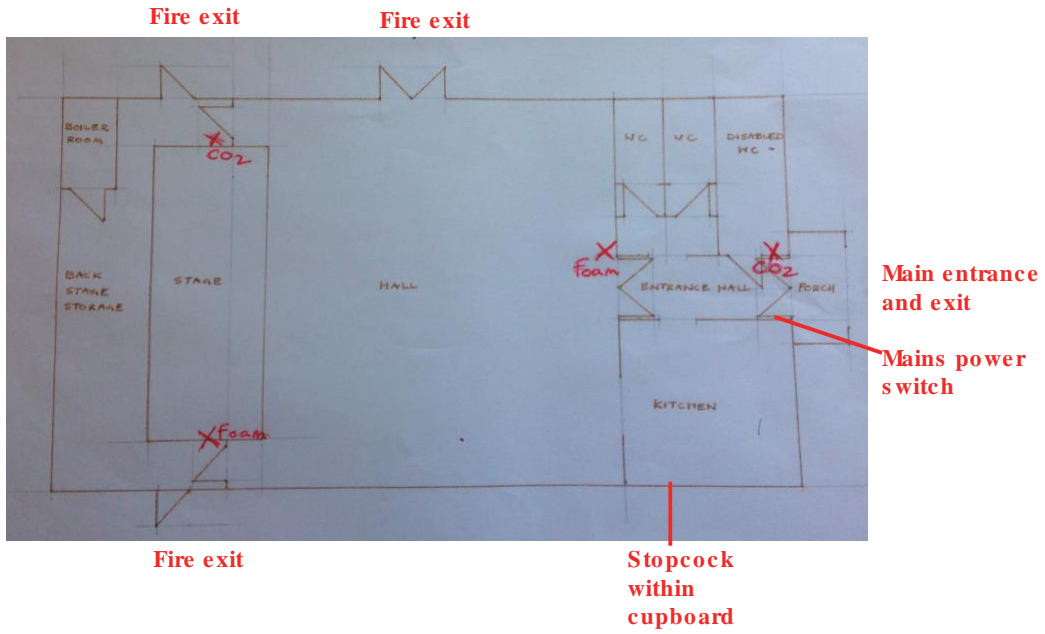 Fire exit
Fire exit
BOILER
ROOM
CO2
WC
WC
DISABLED
WC
Foam
CO2
BACK
STAGE
STORAGE
STAGE
HALL
ENTRANCE HALL
PORCH
Main entrance
and exit
Mains power
switch
KITCHEN
Foam
Fire exit
Stopcock
within
cupboard